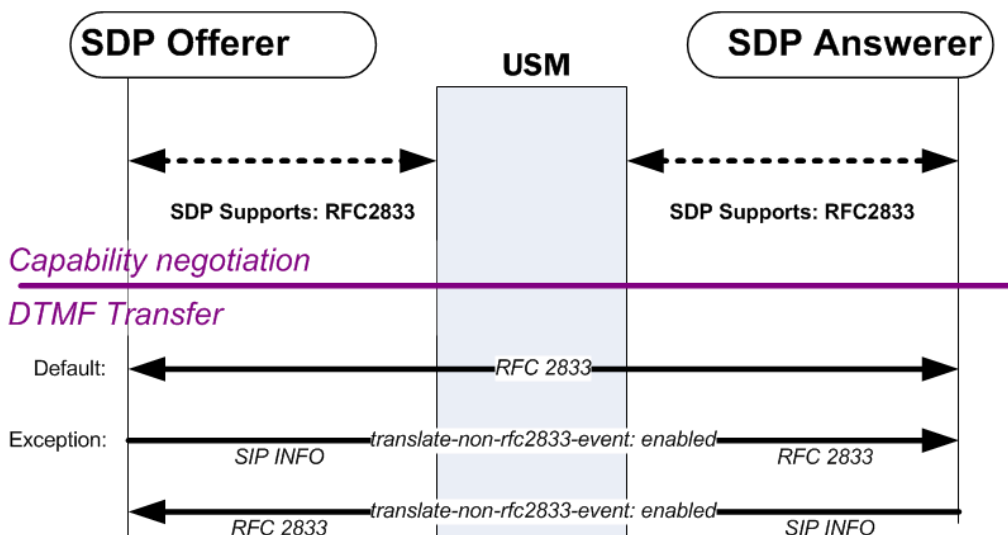 SDP Offerer
USM
SDP Answerer
SDP Supports: RFC2833
SDP Supports: RFC2833
Capability negotiation
DTMF Transfer
Default:
RFC 2833
Exception:
translate-non-rfc2833-event: enabled
SIP INFO
RFC 2833
translate-non-rfc2833-event: enabled
RFC 2833
SIP INFO